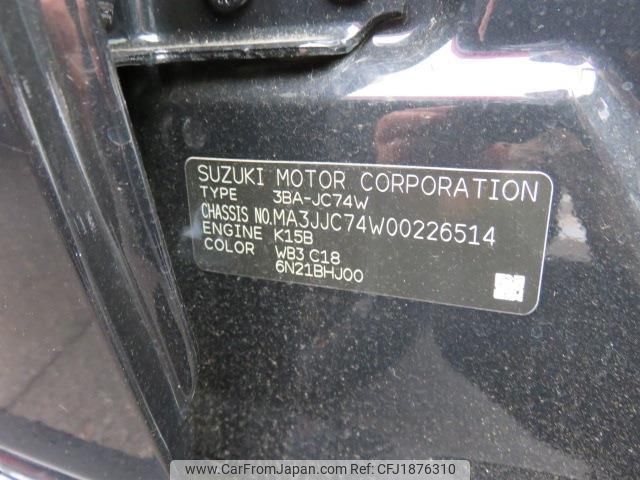 SUZUKI MOTOR CORPORATION
TYPE 3BA-JC74W
CHASSIS NO. MA3JJC74W00226514
ENGINE K15B
COLOR WB3 C18
6N21BHJ00
www.CarFromJapan.com | Ref. No: CFJ1876310